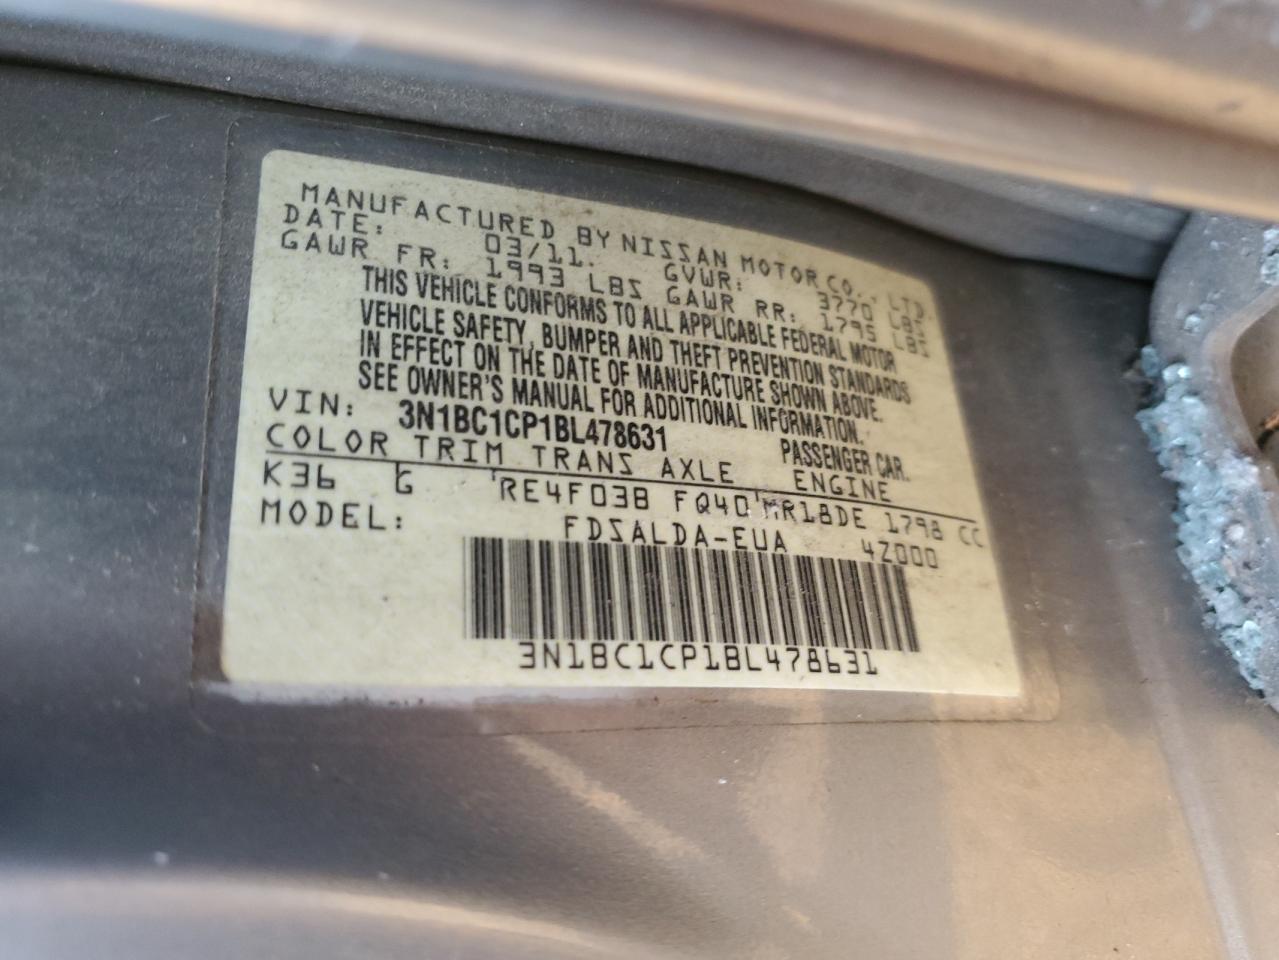 MANUFACTURED BY NISSAN MOTOR CO., LTD.
DATE: 03/11. GVWR: 3770 LBS
GAWR FR: 1993 LBS GAWR RR: 1795 LBS
THIS VEHICLE CONFORMS TO ALL APPLICABLE FEDERAL MOTOR
VEHICLE SAFETY, BUMPER AND THEFT PREVENTION STANDARDS
IN EFFECT ON THE DATE OF MANUFACTURE SHOWN ABOVE.
SEE OWNER'S MANUAL FOR ADDITIONAL INFORMATION.
VIN: 3N1BC1CP1BL478631 PASSENGER CAR.
COLOR TRIM TRANS AXLE ENGINE
K36 G RE4F03B FQ40 MR18DE 1798 CC
MODEL: FDSALDA-EUA 4Z000
3N1BC1CP1BL478631